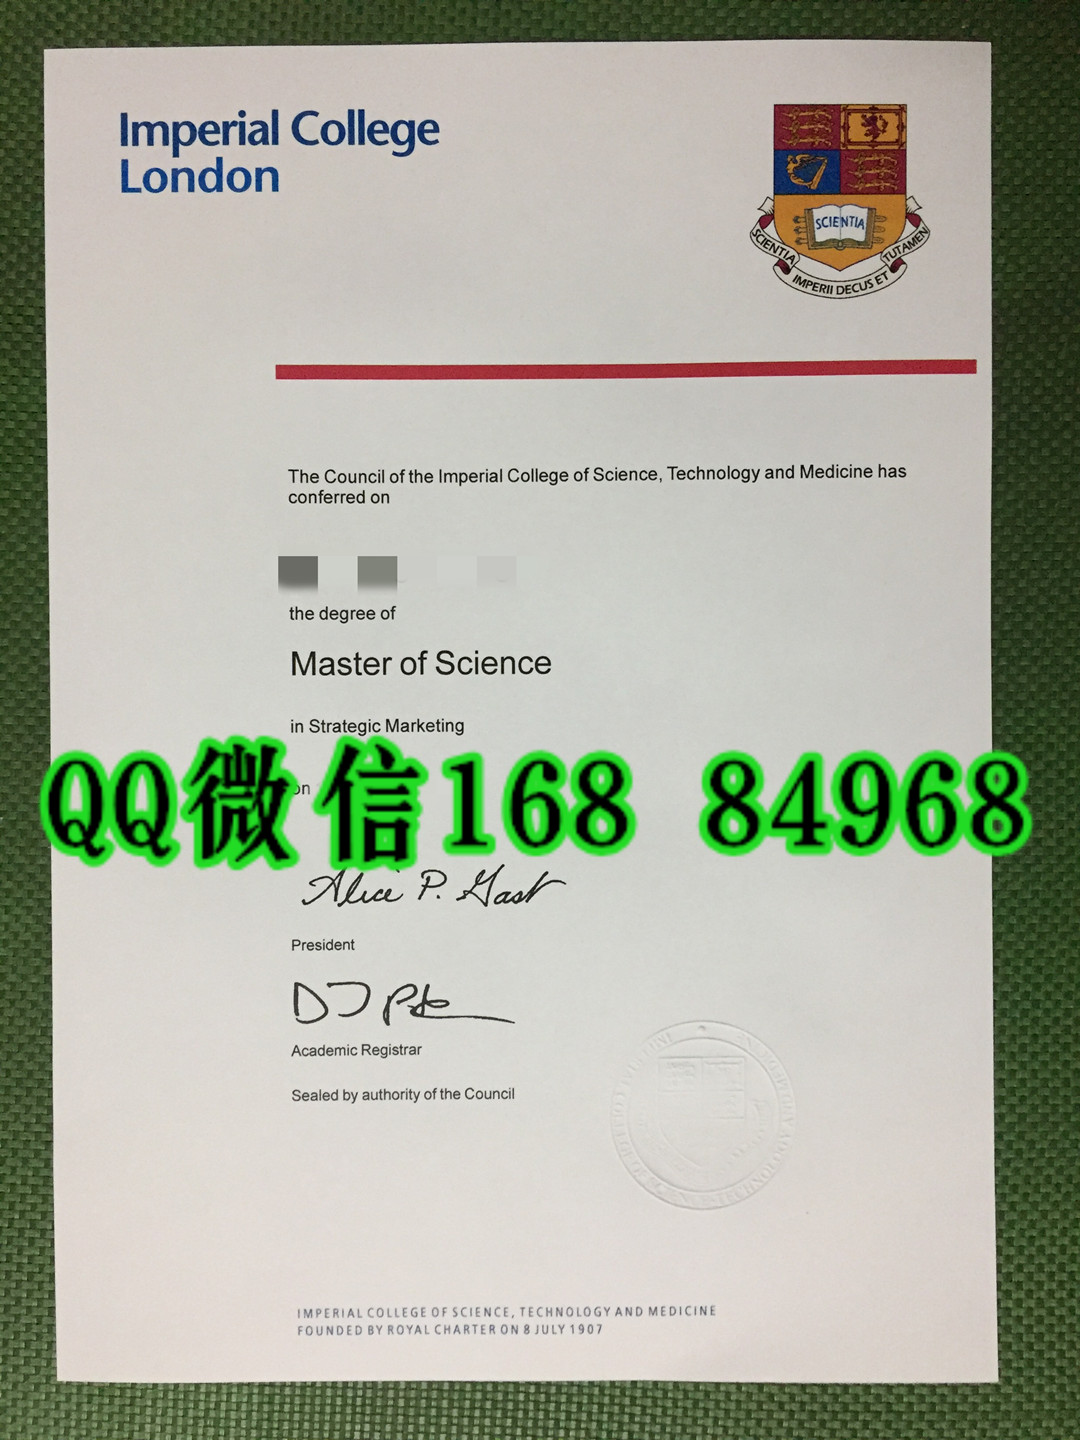 Imperial College
London
SCIENTIA
SCIENTIA
IMPERII DECUS ET
TUTAMEN
The Council of the Imperial College of Science, Technology and Medicine has
conferred on
the degree of
Master of Science
in Strategic Marketing
on
QQ微信168 84968
Alice P. Gast
President
Academic Registrar
Sealed by authority of the Council
IMPERIAL COLLEGE OF SCIENCE, TECHNOLOGY AND MEDICINE
FOUNDED BY ROYAL CHARTER ON 8 JULY 1907